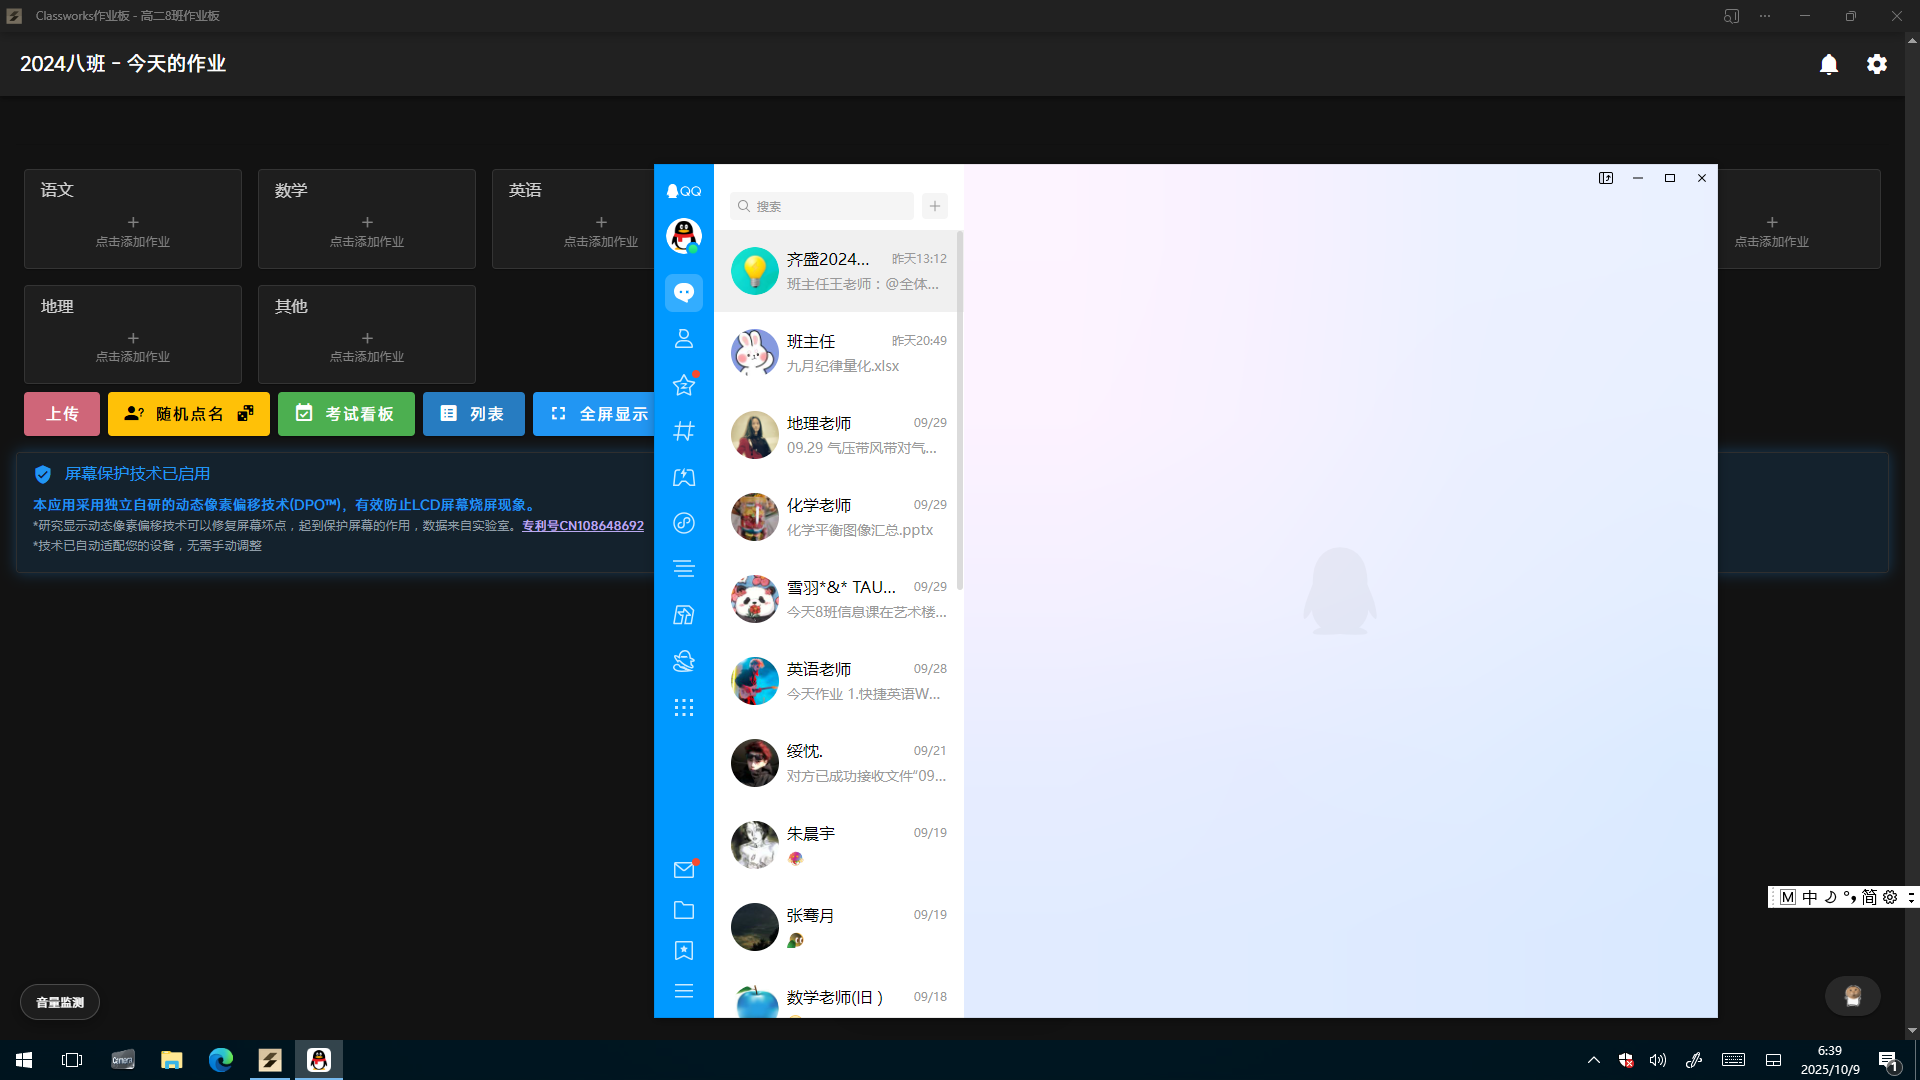 Classworks作业板 - 高二8班作业板
2024八班 - 今天的作业
语文
点击添加作业
数学
点击添加作业
英语
点击添加作业
点击添加作业
地理
点击添加作业
其他
点击添加作业
上传
随机点名
考试看板
列表
全屏显示
屏幕保护技术已启用
本应用采用独立自研的动态像素偏移技术(DPO™)，有效防止LCD屏幕烧屏现象。
*研究显示动态像素偏移技术可以修复屏幕坏点，起到保护屏幕的作用，数据来自实验室。专利号CN108648692
*技术已自动适配您的设备，无需手动调整
音量监测
QQ
搜索
齐盛2024... 昨天13:12
班主任王老师：@全体...
班主任 昨天20:49
九月纪律量化.xlsx
地理老师 09/29
09.29 气压带风带对气...
化学老师 09/29
化学平衡图像汇总.pptx
雪羽*&* TAU... 09/29
今天8班信息课在艺术楼...
英语老师 09/28
今天作业 1.快捷英语W...
绥忱. 09/21
对方已成功接收文件"09...
朱晨宇 09/19
张骞月 09/19
数学老师(旧) 09/18
M 中 简
6:39
2025/10/9
1